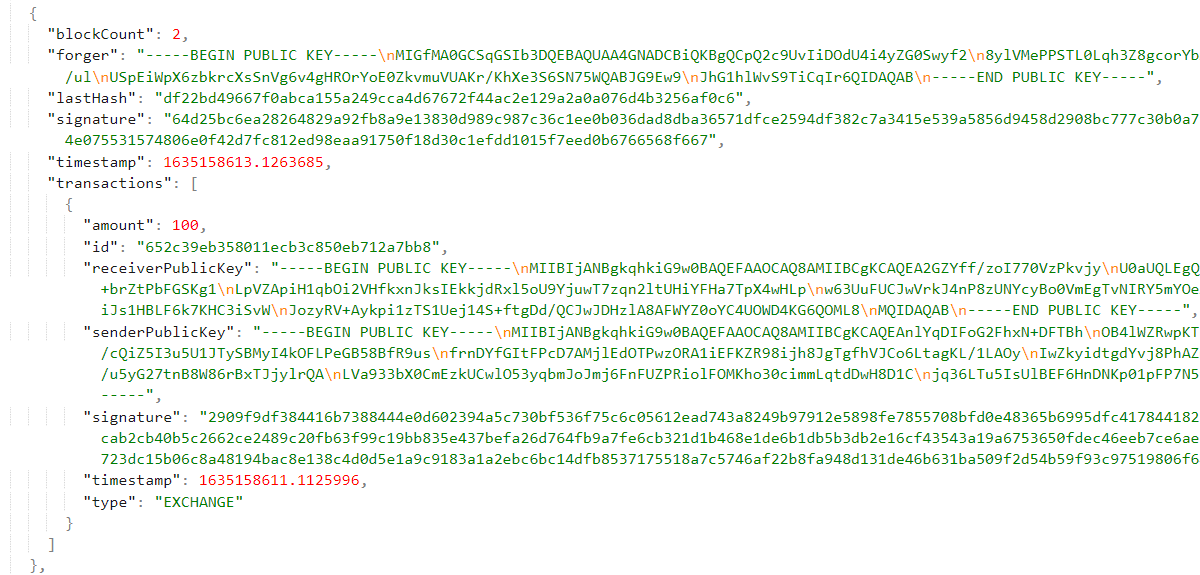 {
"blockCount": 2,
"forger": "-----BEGIN PUBLIC KEY-----\nMIGfMA0GCSqGSIb3DQEBAQUAA4GNADCBiQKBgQCpQ2c9UvIiDOdU4i4yZG0Swyf2\n8ylVMePPSTL0Lqh3Z8gcorYb
/ul\nUSpEiWpX6zbkrcXsSnVg6v4gHROrYoE0ZkvmuVUAKr/KhXe3S6SN75WQABJG9Ew9\nJhG1hlWvS9TiCqIr6QIDAQAB\n-----END PUBLIC KEY-----",
"lastHash": "df22bd49667f0abca155a249cca4d67672f44ac2e129a2a0a076d4b3256af0c6",
"signature": "64d25bc6ea28264829a92fb8a9e13830d989c987c36c1ee0b036dad8dba36571dfce2594df382c7a3415e539a5856d9458d2908bc777c30b0a7
4e075531574806e0f42d7fc812ed98eaa91750f18d30c1efdd1015f7eed0b6766568f667",
"timestamp": 1635158613.1263685,
"transactions": [
{
"amount": 100,
"id": "652c39eb358011ecb3c850eb712a7bb8",
"receiverPublicKey": "-----BEGIN PUBLIC KEY-----\nMIIBIjANBgkqhkiG9w0BAQEFAAOCAQ8AMIIBCgKCAQEA2GZYff/zoI770VzPkvjy\nU0aUQLEgQ
+brZtPbFGSKg1\nLpVZApiH1qbOi2VHfkxnJksIEkkjdRxl5oU9YjuwT7zqn2ltUHiYFHa7TpX4wHLp\nw63UuFUCJwVrkJ4nP8zUNYcyBo0VmEgTvNIRY5mYOe
iJs1HBLF6k7KHC3iSvW\nJozyRV+Aykpi1zTS1Uej14S+ftgDd/QCJwJDHzlA8AFWYZ0oYC4UOWD4KG6QOML8\nMQIDAQAB\n-----END PUBLIC KEY-----",
"senderPublicKey": "-----BEGIN PUBLIC KEY-----\nMIIBIjANBgkqhkiG9w0BAQEFAAOCAQ8AMIIBCgKCAQEAnlYqDIFoG2FhxN+DFTBh\nOB4lWZRwpKT
/cQiZ5I3u5U1JTySBMyI4kOFLPeGB58BfR9us\nfrnDYfGItFPcD7AMjlEdOTPwzORA1iEFKZR98ijh8JgTgfhVJCo6LtagKL/1LAOy\nIwZkyidtgdYvj8PhAZ
/u5yG27tnB8W86rBxTJjylrQA\nLVa933bX0CmEzkUCwlO53yqbmJoJmj6FnFUZPRiolFOMKho30cimmLqtdDwH8D1C\njq36LTu5IsUlBEF6HnDNKp01pFP7N5
-----",
"signature": "2909f9df384416b7388444e0d602394a5c730bf536f75c6c05612ead743a8249b97912e5898fe7855708bfd0e48365b6995dfc417844182
cab2cb40b5c2662ce2489c20fb63f99c19bb835e437befa26d764fb9a7fe6cb321d1b468e1de6b1db5b3db2e16cf43543a19a6753650fdec46eeb7ce6ae
723dc15b06c8a48194bac8e138c4d0d5e1a9c9183a1a2ebc6bc14dfb8537175518a7c5746af22b8fa948d131de46b631ba509f2d54b59f93c97519806f6
"timestamp": 1635158611.1125996,
"type": "EXCHANGE"
}
]
},